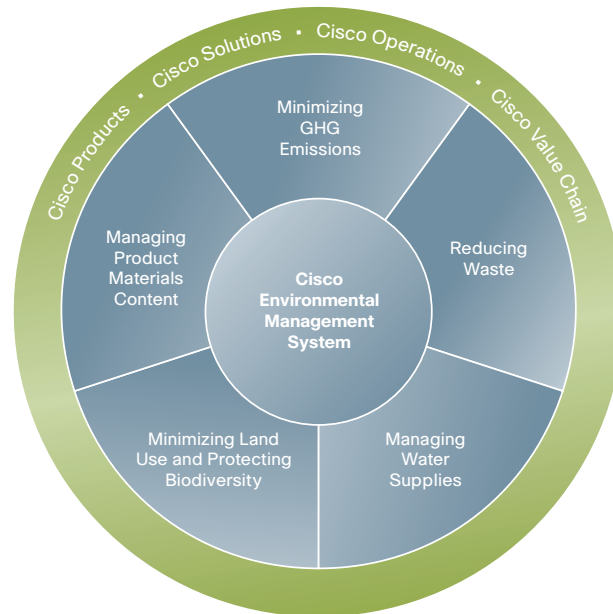 Cisco Products • Cisco Solutions • Cisco Operations • Cisco Value Chain
Minimizing
GHG
Emissions
Reducing
Waste
Managing
Water
Supplies
Minimizing Land
Use and Protecting
Biodiversity
Managing
Product
Materials
Content
Cisco
Environmental
Management
System